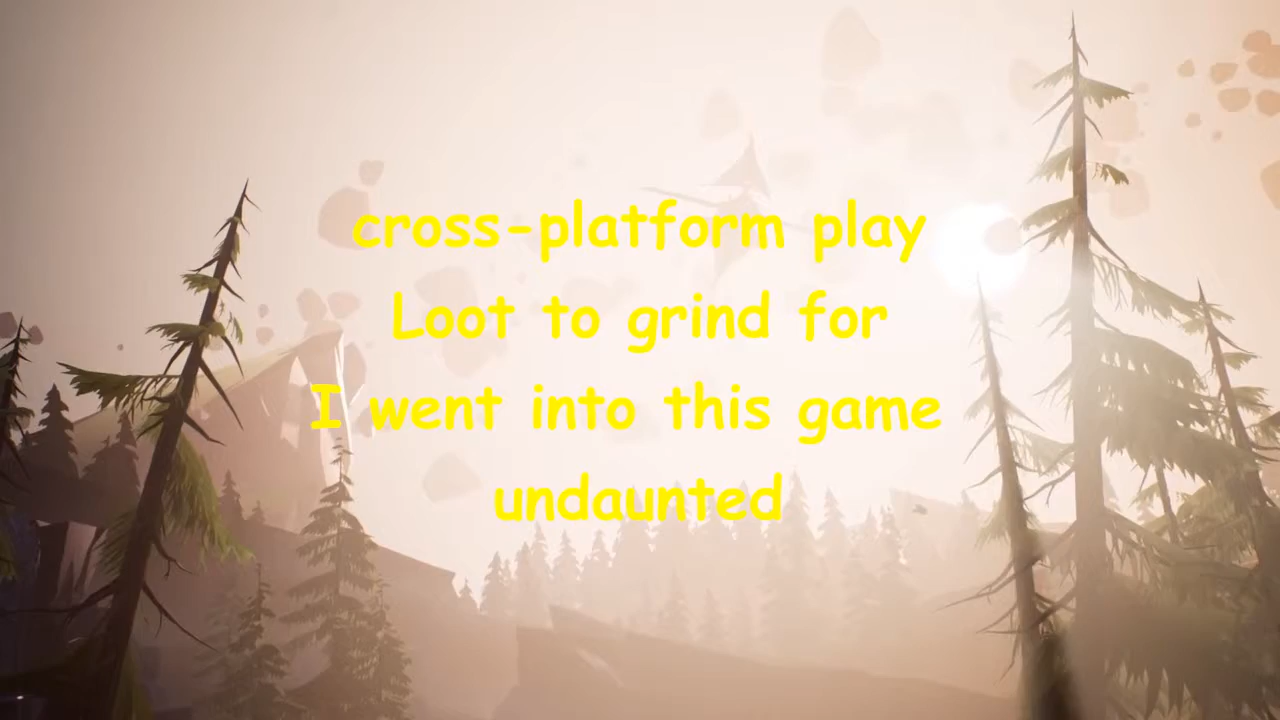 cross-platform play
Loot to grind for
I went into this game
undaunted